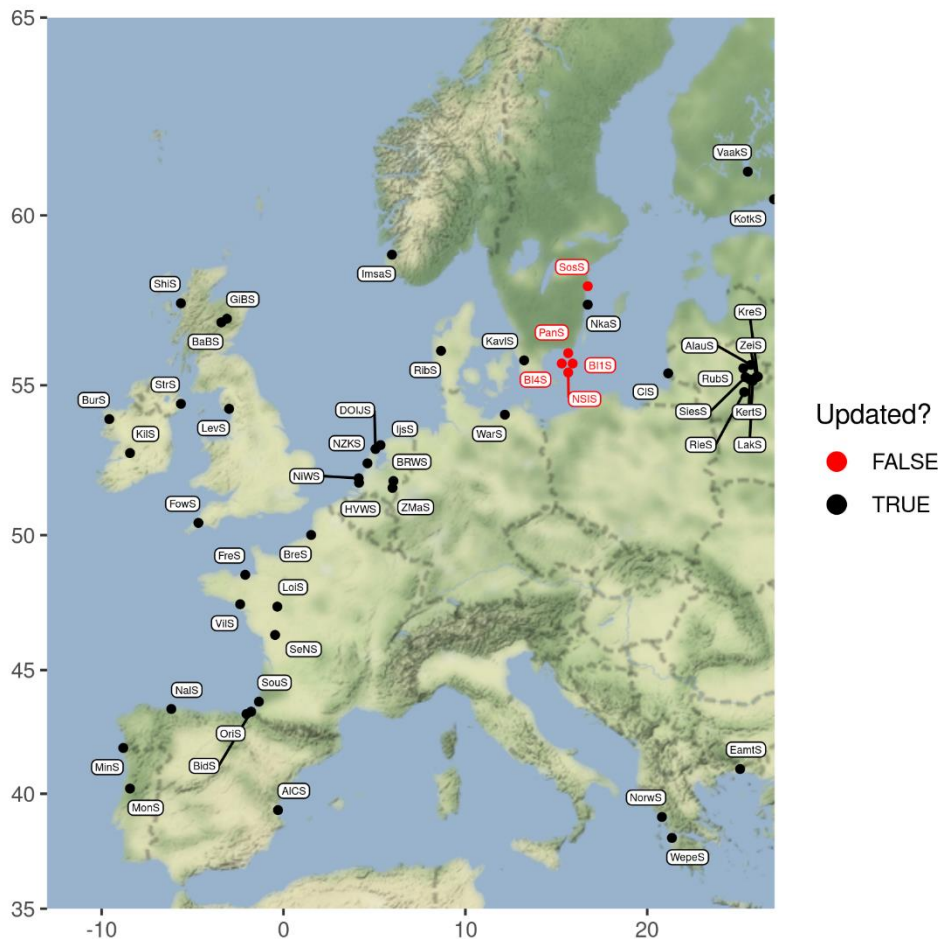 65
60
55
50
45
40
35
-10
0
10
20
VaakS
KotkS
ImsaS
SosS
ShiS
GiBS
KreS
NkaS
PanS
BaBS
KavlS
AlauS
ZeiS
RibS
Bl4S
Bl1S
RubS
StrS
ClS
BurS
NSIS
DOIJS
SiesS
KertS
LevS
IjsS
WarS
KilS
NZKS
RieS
LakS
BRWS
NiWS
FowS
HVWS
ZMaS
FreS
BreS
LoiS
VilS
SeNS
SouS
NalS
OriS
EamtS
MinS
BidS
AlCS
NorwS
MonS
WepeS
Updated?
FALSE
TRUE